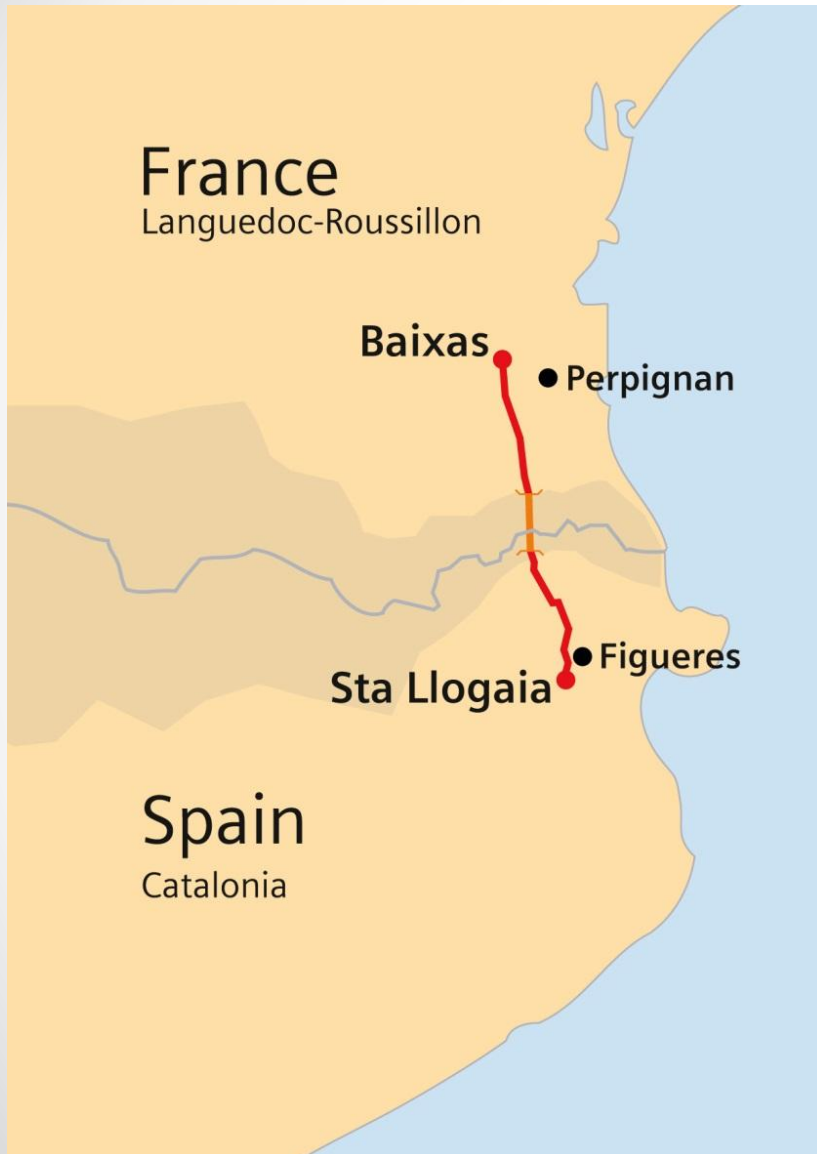 France
Languedoc-Roussillon
Baixas
Perpignan
Figueres
Sta Llogaia
Spain
Catalonia